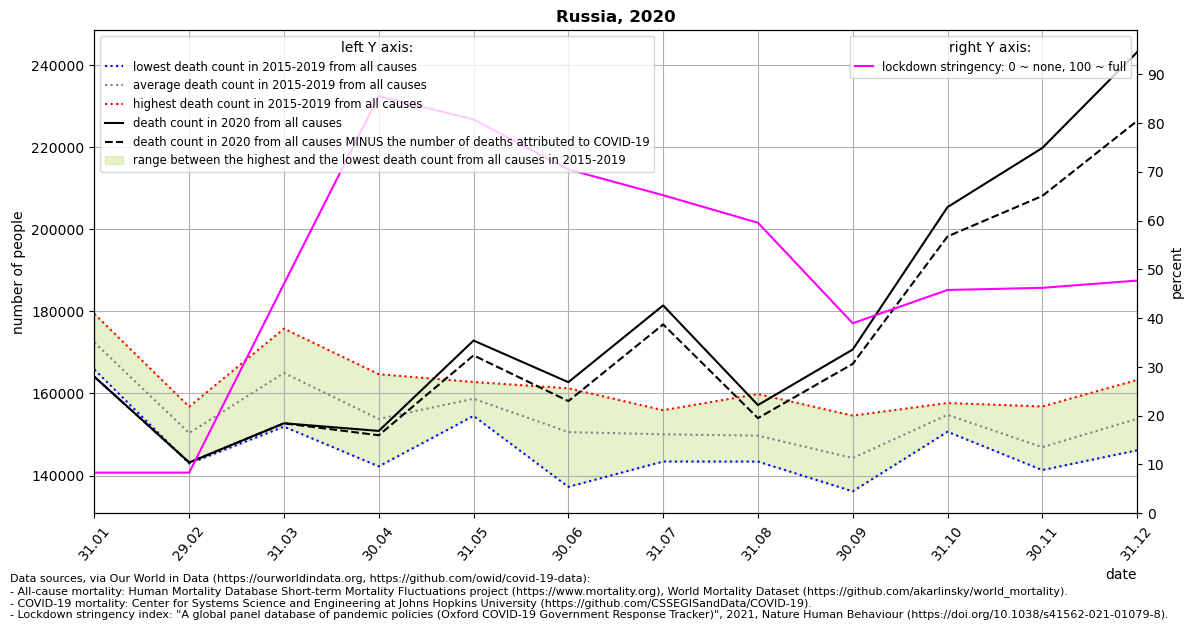 Russia, 2020
left Y axis:
lowest death count in 2015-2019 from all causes
average death count in 2015-2019 from all causes
highest death count in 2015-2019 from all causes
death count in 2020 from all causes
death count in 2020 from all causes MINUS the number of deaths attributed to COVID-19
range between the highest and the lowest death count from all causes in 2015-2019
right Y axis:
lockdown stringency: 0 ~ none, 100 ~ full
number of people
240000
220000
200000
180000
160000
140000
percent
90
80
70
60
50
40
30
20
10
0
31.01
29.02
31.03
30.04
31.05
30.06
31.07
31.08
30.09
31.10
30.11
31.12
date
Data sources, via Our World in Data (https://ourworldindata.org, https://github.com/owid/covid-19-data):
- All-cause mortality: Human Mortality Database Short-term Mortality Fluctuations project (https://www.mortality.org), World Mortality Dataset (https://github.com/akarlinsky/world_mortality).
- COVID-19 mortality: Center for Systems Science and Engineering at Johns Hopkins University (https://github.com/CSSEGISandData/COVID-19).
- Lockdown stringency index: "A global panel database of pandemic policies (Oxford COVID-19 Government Response Tracker)", 2021, Nature Human Behaviour (https://doi.org/10.1038/s41562-021-01079-8).